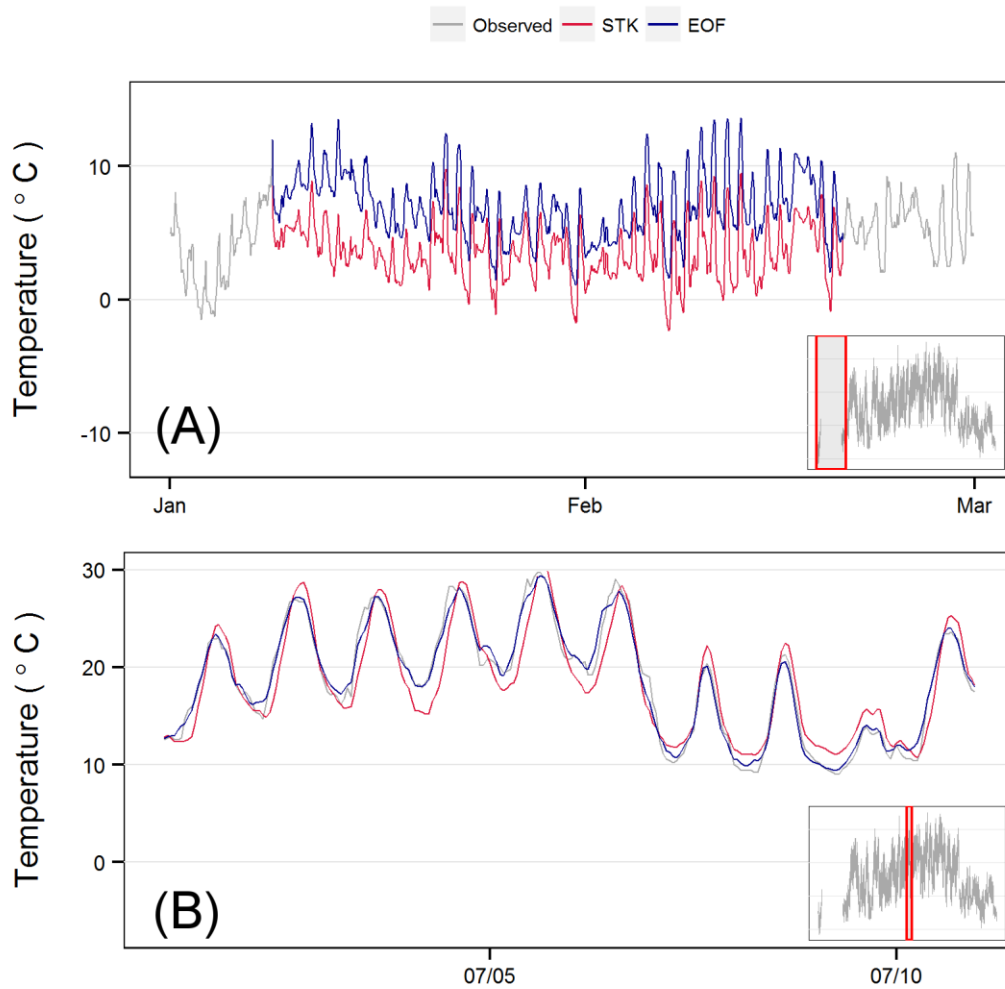 Observed STK EOF
Temperature ( ° C )
10
0
-10
(A)
Jan Feb Mar
Temperature ( ° C )
30
20
10
0
(B)
07/05 07/10